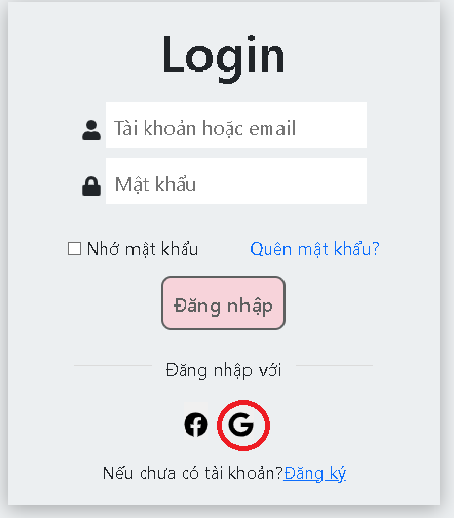 Login
Tài khoản hoặc email
Mật khẩu
Nhớ mật khẩu Quên mật khẩu?
Đăng nhập
Đăng nhập với
Nếu chưa có tài khoản?Đăng ký